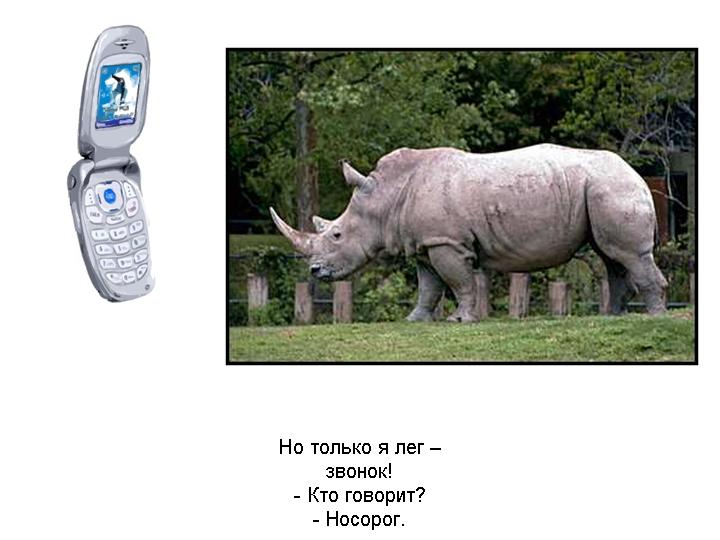 Но только я лег –
звонок!
- Кто говорит?
- Носорог.